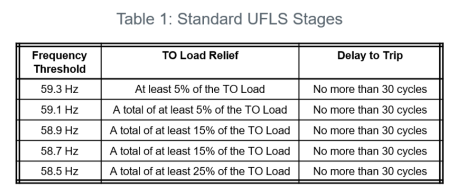 Table 1: Standard UFLS Stages
Frequency Threshold TO Load Relief Delay to Trip
59.3 Hz At least 5% of the TO Load No more than 30 cycles
59.1 Hz A total of at least 5% of the TO Load No more than 30 cycles
58.9 Hz A total of at least 15% of the TO Load No more than 30 cycles
58.7 Hz A total of at least 15% of the TO Load No more than 30 cycles
58.5 Hz A total of at least 25% of the TO Load No more than 30 cycles